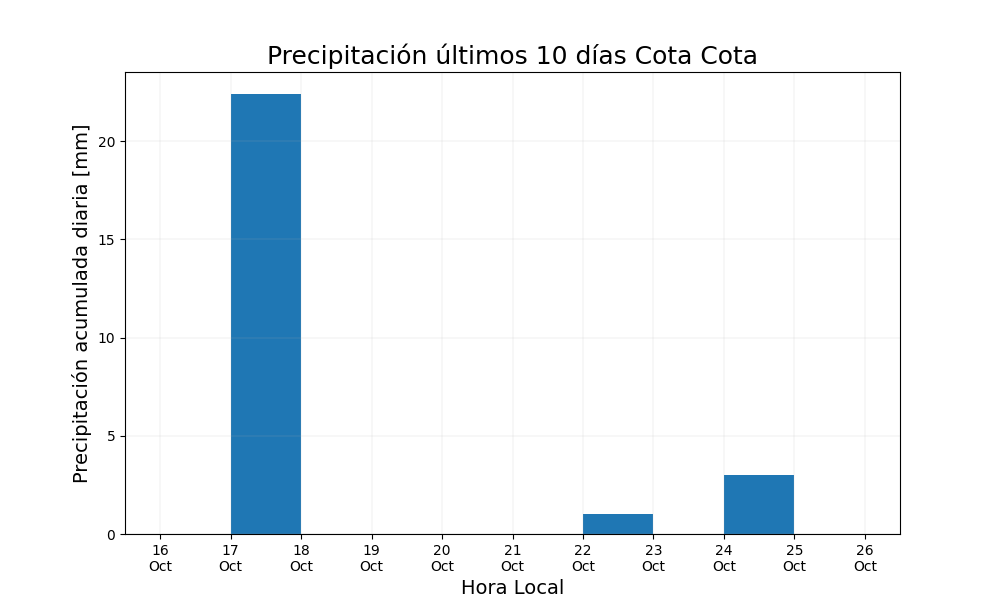 Precipitación últimos 10 días Cota Cota
Precipitación acumulada diaria [mm]
20
15
10
5
0
16 17 18 19 20 21 22 23 24 25 26
Oct Oct Oct Oct Oct Oct Oct Oct Oct Oct Oct
Hora Local